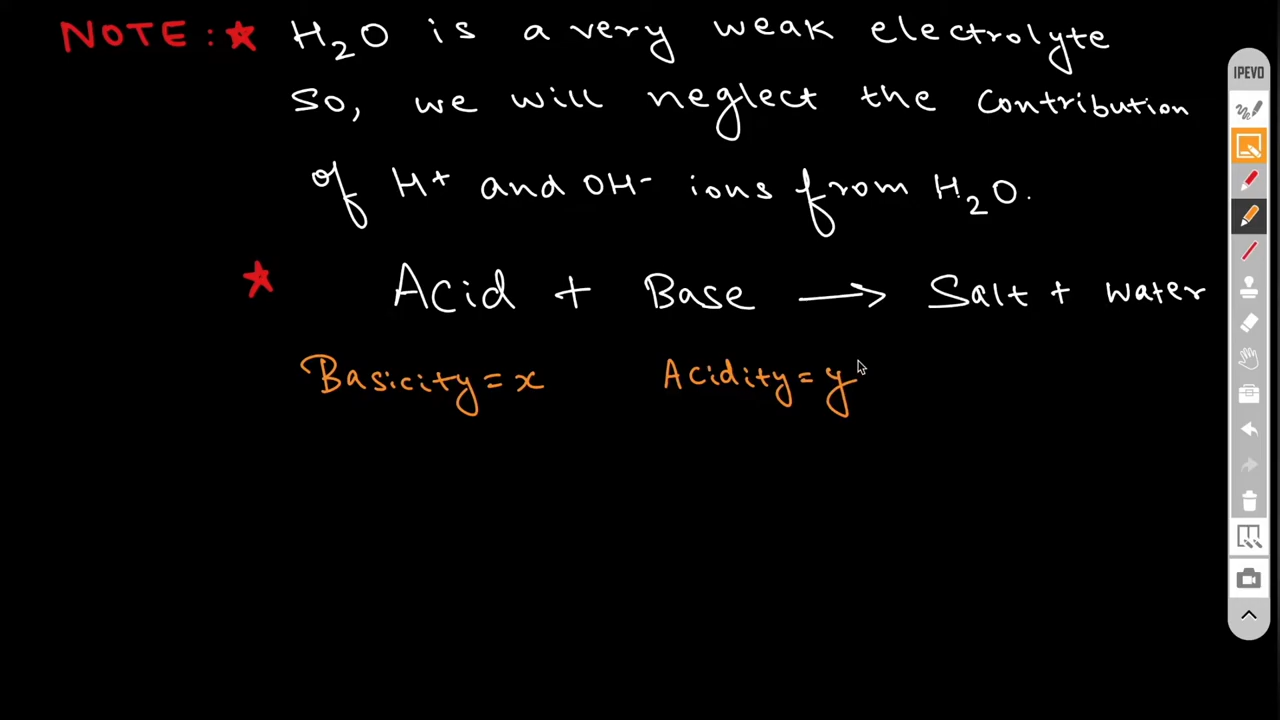 NOTE: ★ H₂O is a very weak electrolyte
so, we will neglect the contribution
of H+ and OH- ions from H₂O.
★ Acid + Base → Salt + water
Basicity = x Acidity = y
IPEVO